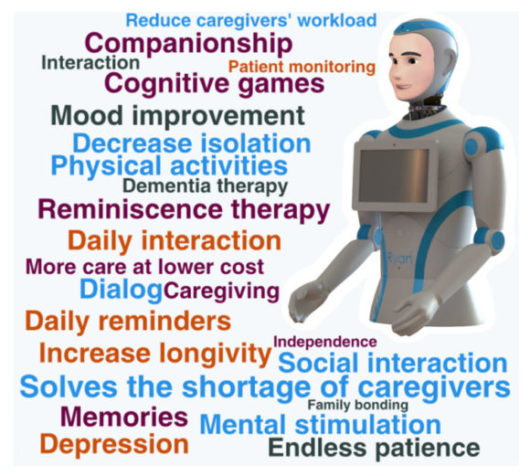 Reduce caregivers' workload
Companionship
Interaction
Patient monitoring
Cognitive games
Mood improvement
Decrease isolation
Physical activities
Dementia therapy
Reminiscence therapy
Daily interaction
More care at lower cost
Dialog
Caregiving
Ryan
Daily reminders
Independence
Increase longivity
Social interaction
Solves the shortage of caregivers
Family bonding
Memories
Mental stimulation
Depression
Endless patience